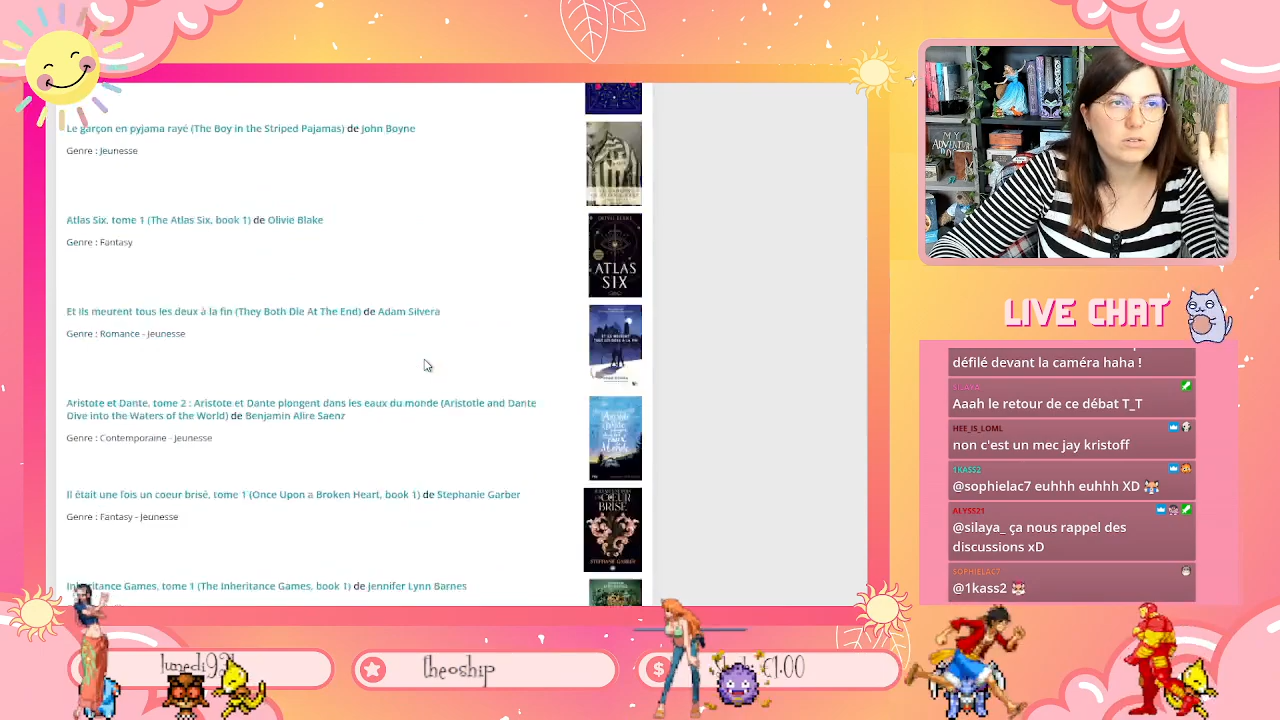 Le garçon en pyjama rayé (The Boy in the Striped Pajamas) de John Boyne
Genre : Jeunesse
Atlas Six, tome 1 (The Atlas Six, book 1) de Olivie Blake
Genre : Fantasy
ATLAS
SIX
Et ils meurent tous les deux à la fin (They Both Die At The End) de Adam Silvera
Genre : Romance - Jeunesse
Aristote et Dante, tome 2 : Aristote et Dante plongent dans les eaux du monde (Aristotle and Dante
Dive into the Waters of the World) de Benjamin Alire Saenz
Genre : Contemporaine - Jeunesse
Il était une fois un coeur brisé, tome 1 (Once Upon a Broken Heart, book 1) de Stephanie Garber
Genre : Fantasy - Jeunesse
Inheritance Games, tome 1 (The Inheritance Games, book 1) de Jennifer Lynn Barnes
MY
LIVE CHAT
défilé devant la caméra haha !
SILAYA_
Aaah le retour de ce débat T_T
HEE_IS_LOML
non c'est un mec jay kristoff
1KASS2
@sophielac7 euhhh euhhh XD
ALYSS21
@silaya_ ça nous rappel des
discussions xD
SOPHIELAC7
@1kass2
theoship